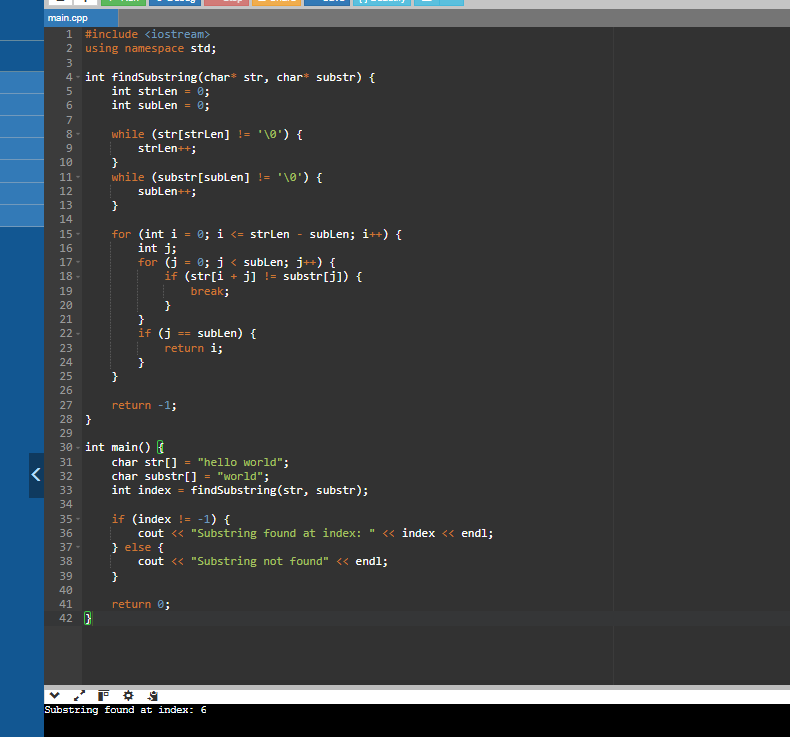 main.cpp
1 #include <iostream>
2 using namespace std;
3
4 int findSubstring(char* str, char* substr) {
5 int strLen = 0;
6 int subLen = 0;
7
8 while (str[strLen] != '\0') {
9 strLen++;
10 }
11 while (substr[subLen] != '\0') {
12 subLen++;
13 }
14
15 for (int i = 0; i <= strLen - subLen; i++) {
16 int j;
17 for (j = 0; j < subLen; j++) {
18 if (str[i + j] != substr[j]) {
19 break;
20 }
21 }
22 if (j == subLen) {
23 return i;
24 }
25 }
26
27 return -1;
28 }
29
30 int main() {
31 char str[] = "hello world";
32 char substr[] = "world";
33 int index = findSubstring(str, substr);
34
35 if (index != -1) {
36 cout << "Substring found at index: " << index << endl;
37 } else {
38 cout << "Substring not found" << endl;
39 }
40
41 return 0;
42 }
Substring found at index: 6